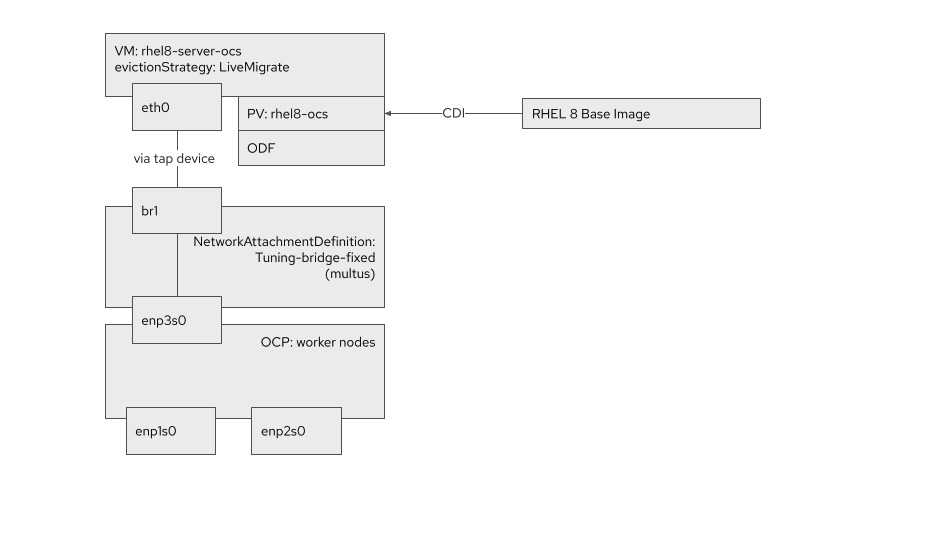 VM: rhel8-server-ocs
evictionStrategy: LiveMigrate
eth0
PV: rhel8-ocs
CDI
RHEL 8 Base Image
ODF
via tap device
br1
NetworkAttachmentDefinition:
Tuning-bridge-fixed
(multus)
enp3s0
OCP: worker nodes
enp1s0
enp2s0